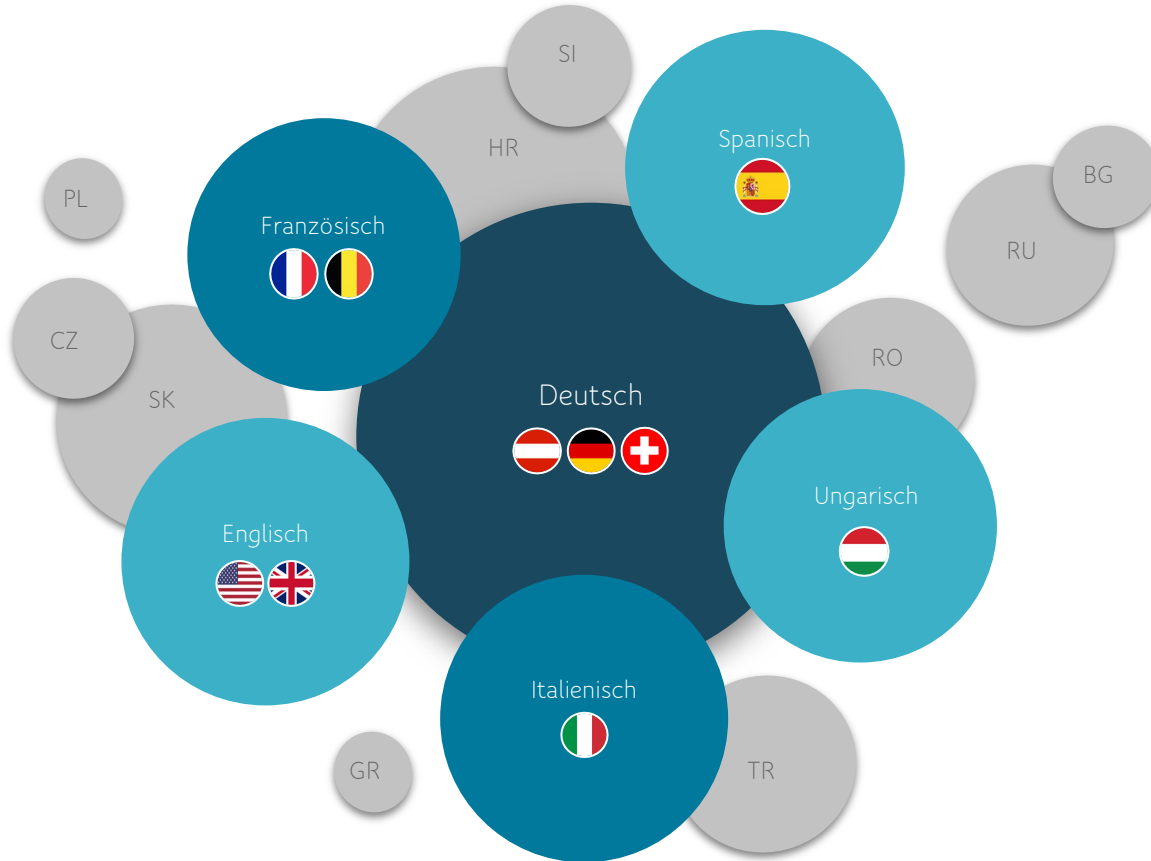 SI
Spanisch
HR
BG
PL
Französisch
RU
CZ
RO
SK
Deutsch
Ungarisch
Englisch
Italienisch
GR
TR